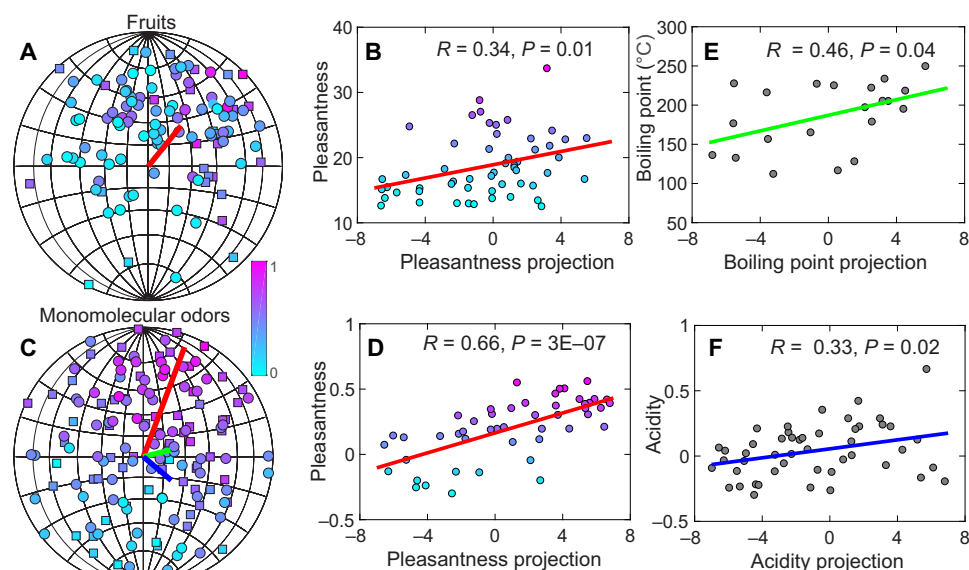 Fruits
A
1
0
Monomolecular odors
C
B
R = 0.34, P = 0.01
Pleasantness
40
30
20
10
−8
−4
0
4
8
Pleasantness projection
E
R = 0.46, P = 0.04
Boiling point (°C)
300
250
200
150
100
50
−8
−4
0
4
8
Boiling point projection
D
R = 0.66, P = 3E−07
Pleasantness
1
0.5
0
−0.5
−8
−4
0
4
8
Pleasantness projection
F
R = 0.33, P = 0.02
Acidity
1
0.5
0
−0.5
−8
−4
0
4
8
Acidity projection